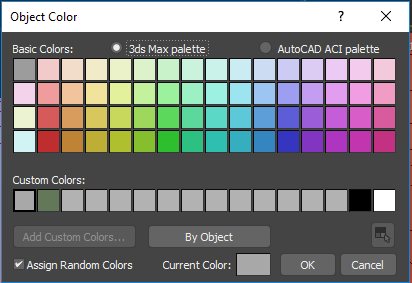 Object Color ?
Basic Colors: 3ds Max palette AutoCAD ACI palette
Custom Colors:
Add Custom Colors... By Object
Assign Random Colors Current Color: OK Cancel